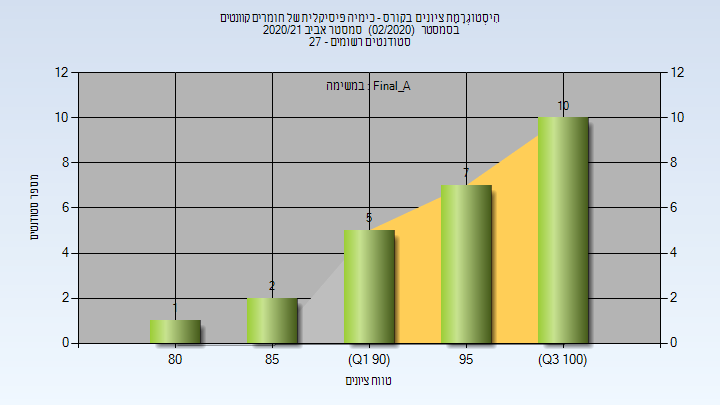 היסטוגרמת ציונים בקורס - כימיה פיסיקלית של חומרים קוונטים
בסמסטר (02/2020) סמסטר אביב 2020/21
סטודנטים רשומים - 27
במשימה : Final_A
12 12
10 10
8 8
6 6
4 4
2 2
0 0
1 2 5 7 10
מספר סטודנטים
80 85 (Q1 90) 95 (Q3 100)
טווח ציונים